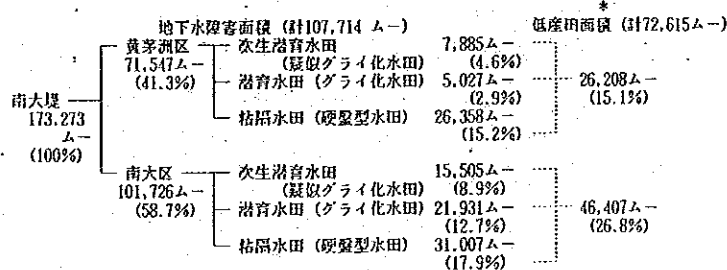 *
地下水障害面積 (計107,714 ムー)
低産田面積 (計72,615ムー)
黄茅洲区
71,547ムー
(41.3%)
次生潜育水田
(疑似グライ化水田)
7,885ムー
(4.6%)
潜育水田 (グライ化水田)
5,027ムー
(2.9%)
粘隔水田 (硬盤型水田)
26,358ムー
(15.2%)
26,208ムー
(15.1%)
南大堤
173.273
ムー
(100%)
南大区
101,726ムー
(58.7%)
次生潜育水田
(疑似グライ化水田)
15,505ムー
(8.9%)
潜育水田 (グライ化水田)
21,931ムー
(12.7%)
粘隔水田 (硬盤型水田)
31.007ムー
(17.9%)
46,407ムー
(26.8%)